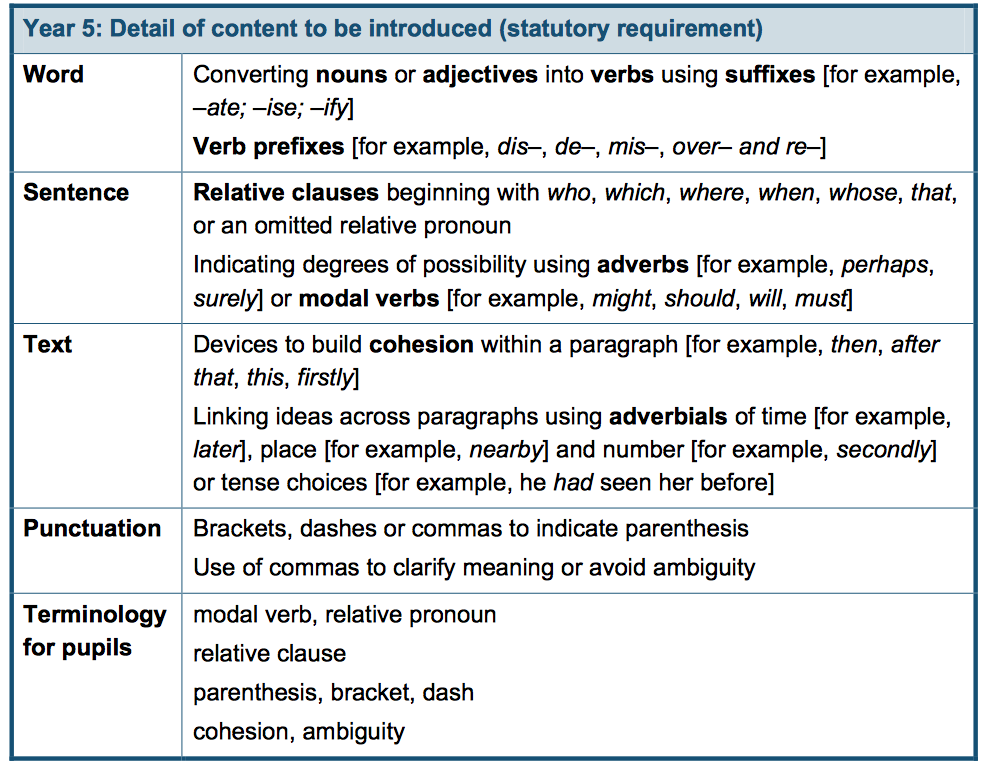 Year 5: Detail of content to be introduced (statutory requirement)
Word
Converting nouns or adjectives into verbs using suffixes [for example,
–ate; –ise; –ify]
Verb prefixes [for example, dis–, de–, mis–, over– and re–]
Sentence
Relative clauses beginning with who, which, where, when, whose, that,
or an omitted relative pronoun
Indicating degrees of possibility using adverbs [for example, perhaps,
surely] or modal verbs [for example, might, should, will, must]
Text
Devices to build cohesion within a paragraph [for example, then, after
that, this, firstly]
Linking ideas across paragraphs using adverbials of time [for example,
later], place [for example, nearby] and number [for example, secondly]
or tense choices [for example, he had seen her before]
Punctuation
Brackets, dashes or commas to indicate parenthesis
Use of commas to clarify meaning or avoid ambiguity
Terminology
for pupils
modal verb, relative pronoun
relative clause
parenthesis, bracket, dash
cohesion, ambiguity